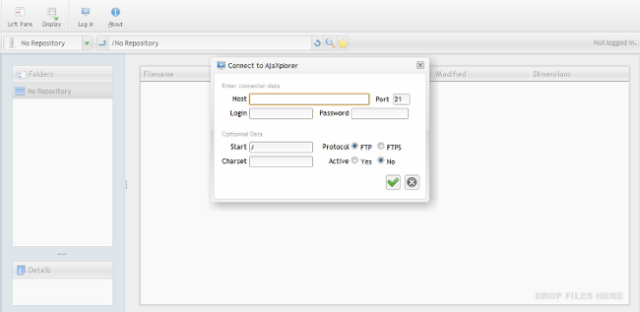 Left Pane Display Log in About
No Repository /No Repository Not logged in.
Connect to AjaXplorer
Folders Filename Modified Dimensions
No Repository
Enter connexion data
Host Port 21
Login Password
Optionnel Data
Start / Protocol FTP FTPS
Charset Active Yes No
Details
DROP FILES HERE